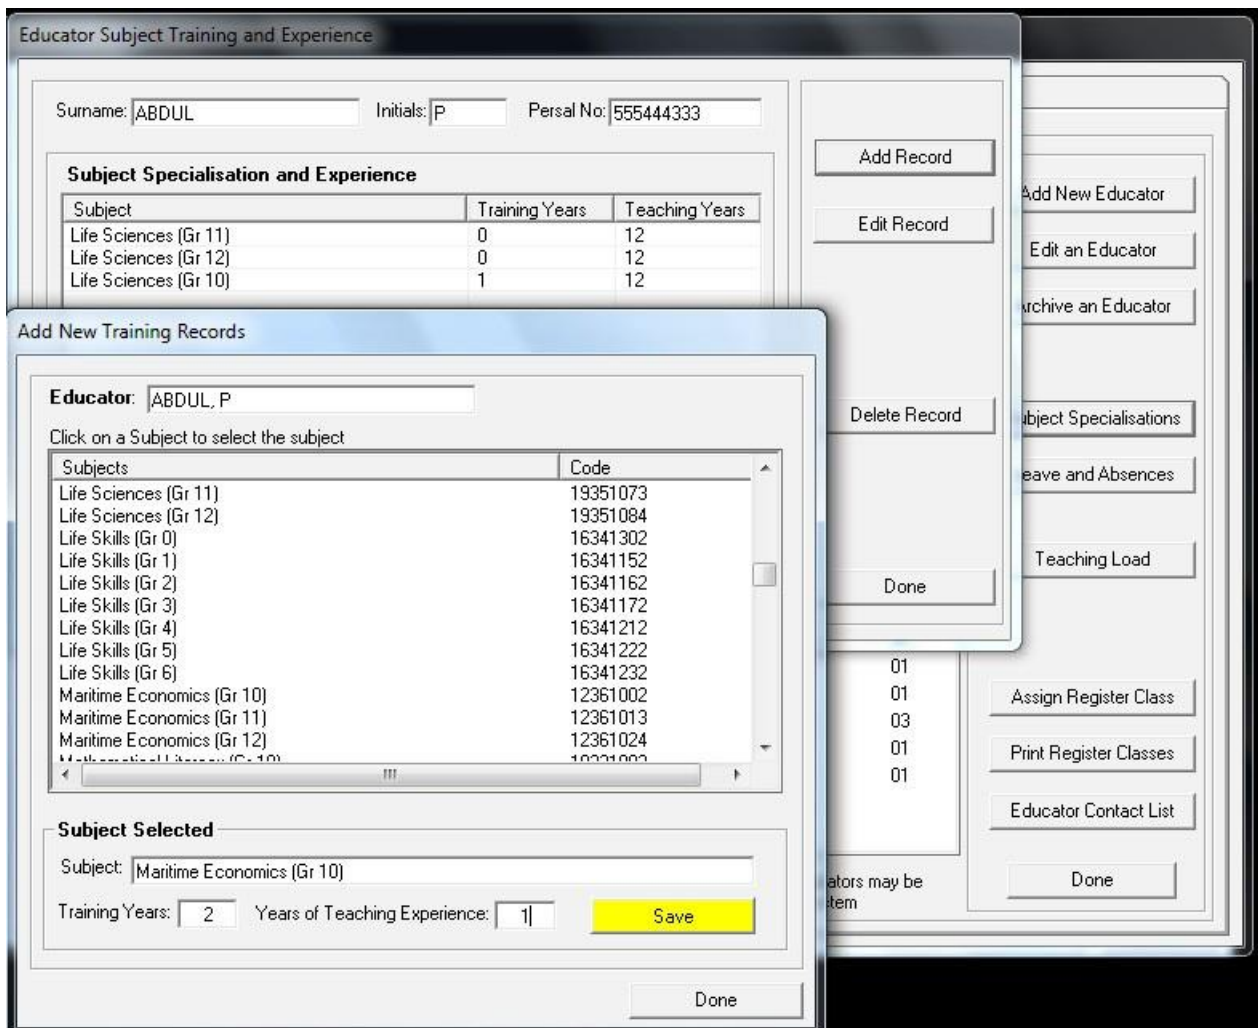 Educator Subject Training and Experience
Surname: ABDUL Initials: P Persal No: 555444333
Subject Specialisation and Experience
Subject Training Years Teaching Years
Life Sciences (Gr 11) 0 12
Life Sciences (Gr 12) 0 12
Life Sciences (Gr 10) 1 12
Add Record
Edit Record
Delete Record
Done
Add New Educator
Edit an Educator
Archive an Educator
Subject Specialisations
Leave and Absences
Teaching Load
Assign Register Class
Print Register Classes
Educator Contact List
Done
01
01
03
01
01
may be
Add New Training Records
Educator: ABDUL, P
Click on a Subject to select the subject
Subjects Code
Life Sciences (Gr 11) 19351073
Life Sciences (Gr 12) 19351084
Life Skills (Gr 0) 16341302
Life Skills (Gr 1) 16341152
Life Skills (Gr 2) 16341162
Life Skills (Gr 3) 16341172
Life Skills (Gr 4) 16341212
Life Skills (Gr 5) 16341222
Life Skills (Gr 6) 16341232
Maritime Economics (Gr 10) 12361002
Maritime Economics (Gr 11) 12361013
Maritime Economics (Gr 12) 12361024
Subject Selected
Subject: Maritime Economics (Gr 10)
Training Years: 2 Years of Teaching Experience: 1 Save
Done